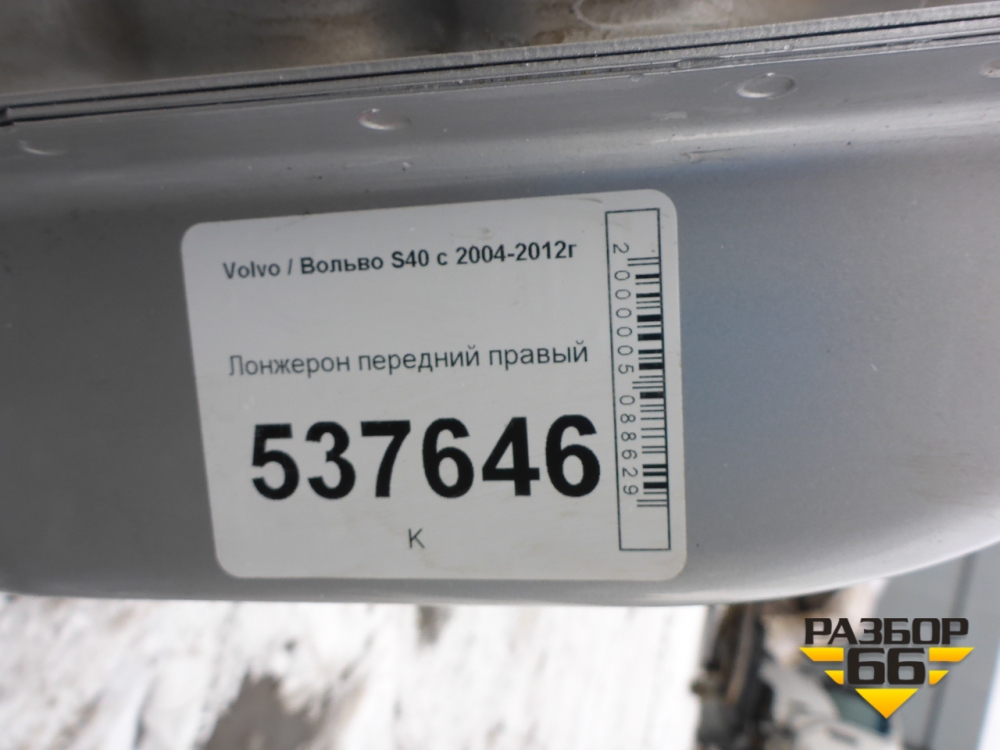 Volvo / Вольво S40 с 2004-2012г
Лонжерон передний правый
537646
К
2000005088629
РАЗБОР
66